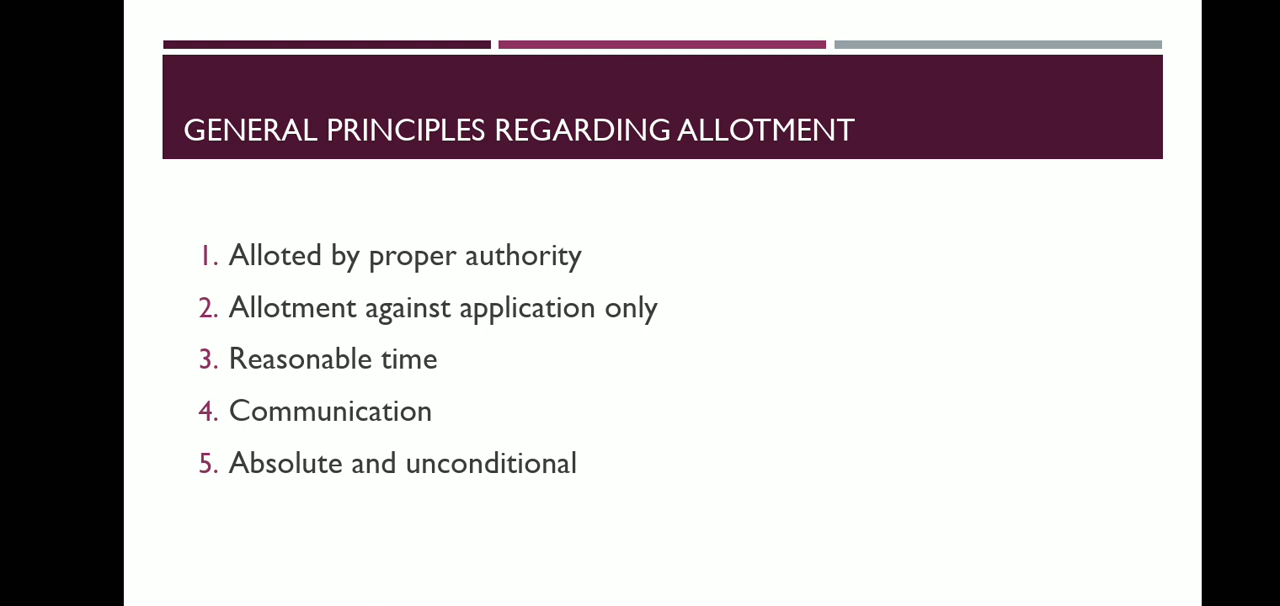 GENERAL PRINCIPLES REGARDING ALLOTMENT
1. Alloted by proper authority
2. Allotment against application only
3. Reasonable time
4. Communication
5. Absolute and unconditional